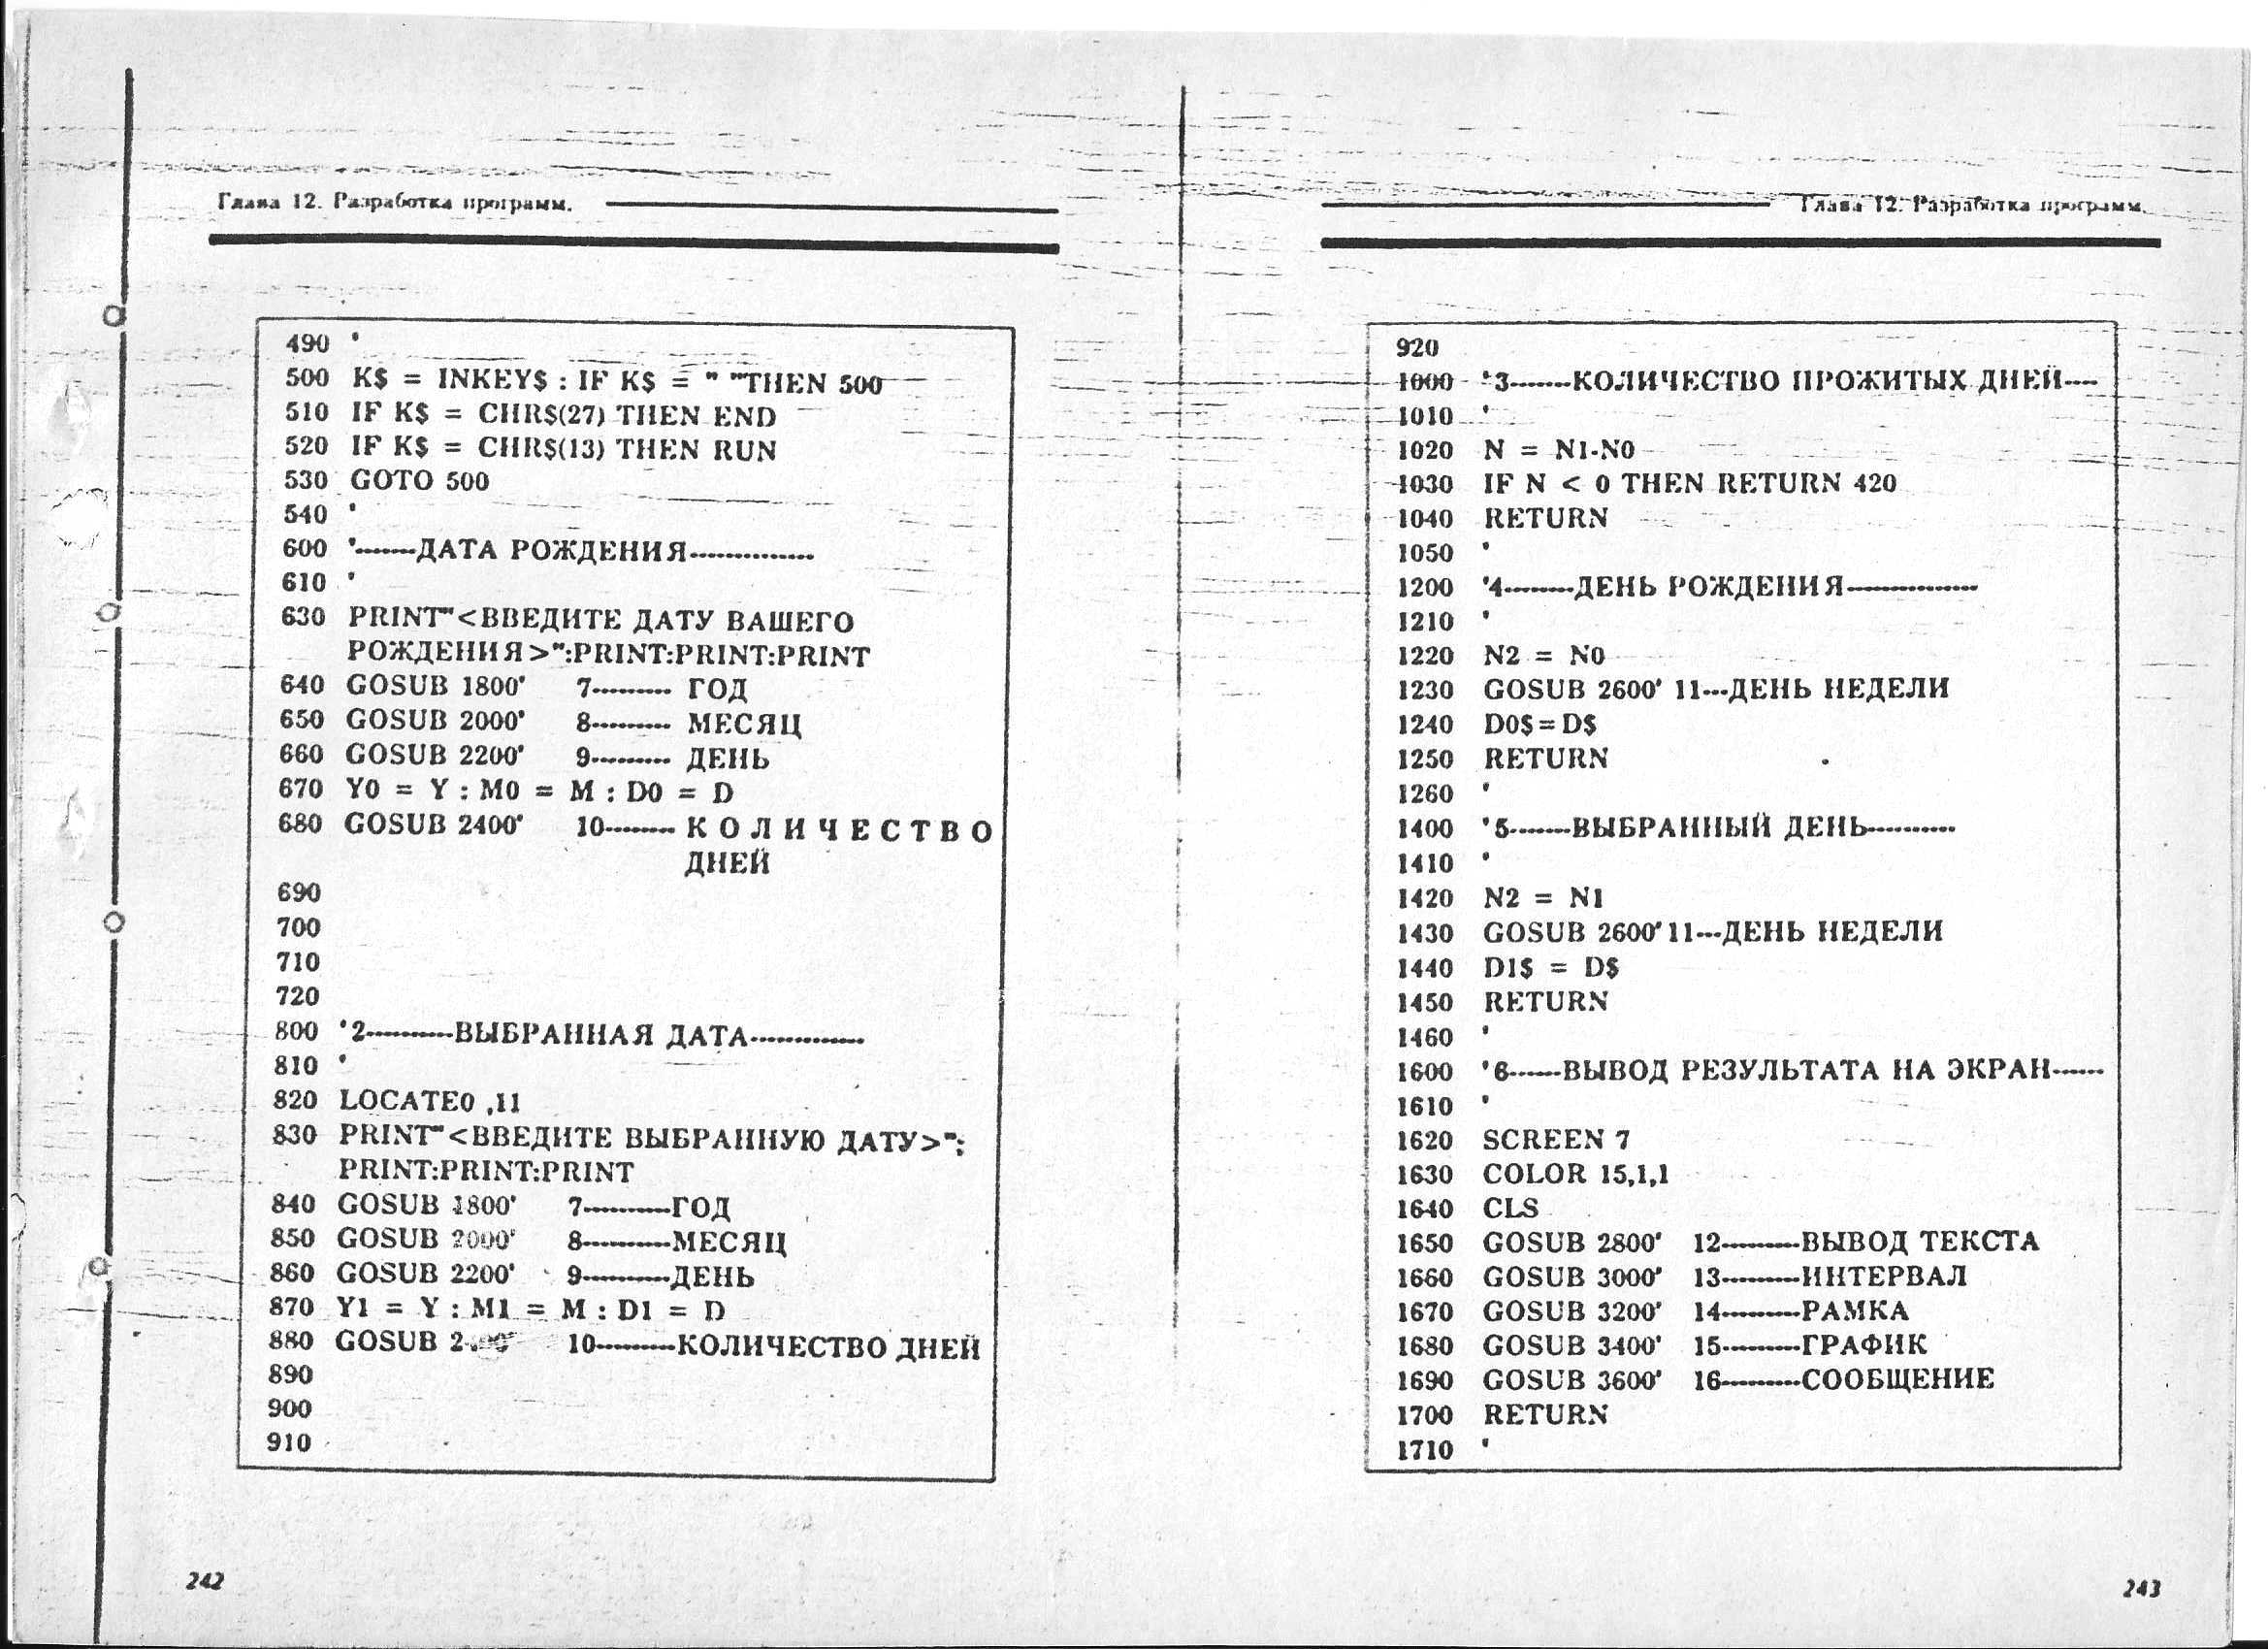 Глава 12. Разработка программ.
490 '
500 K$ = INKEY$ : IF K$ = " "THEN 500
510 IF K$ = CHR$(27) THEN END
520 IF K$ = CHR$(13) THEN RUN
530 GOTO 500
540 '
600 '-------ДАТА РОЖДЕНИЯ--------------
610 '
630 PRINT"<ВВЕДИТЕ ДАТУ ВАШЕГО
РОЖДЕНИЯ>":PRINT:PRINT:PRINT
640 GOSUB 1800' 7--------- ГОД
650 GOSUB 2000' 8--------- МЕСЯЦ
660 GOSUB 2200' 9--------- ДЕНЬ
670 Y0 = Y : M0 = M : D0 = D
680 GOSUB 2400' 10-------- КОЛИЧЕСТВО
ДНЕЙ
690
700
710
720
800 '2----------ВЫБРАННАЯ ДАТА-------------
810 '
820 LOCATE0 ,11
830 PRINT"<ВВЕДИТЕ ВЫБРАННУЮ ДАТУ>";
PRINT:PRINT:PRINT
840 GOSUB 1800' 7----------ГОД
850 GOSUB 2000' 8----------МЕСЯЦ
860 GOSUB 2200' 9----------ДЕНЬ
870 Y1 = Y : M1 = M : D1 = D
880 GOSUB 10---------КОЛИЧЕСТВО ДНЕЙ
890
900
910
242
Глава 12. Разработка программ.
920
1000 '3-------КОЛИЧЕСТВО ПРОЖИТЫХ ДНЕЙ----
1010 '
1020 N = N1-N0
1030 IF N < 0 THEN RETURN 420
1040 RETURN
1050 '
1200 '4--------ДЕНЬ РОЖДЕНИЯ---------------
1210 '
1220 N2 = N0
1230 GOSUB 2600' 11---ДЕНЬ НЕДЕЛИ
1240 D0$=D$
1250 RETURN
1260 '
1400 '5-------ВЫБРАННЫЙ ДЕНЬ----------
1410 '
1420 N2 = N1
1430 GOSUB 2600' 11---ДЕНЬ НЕДЕЛИ
1440 D1$ = D$
1450 RETURN
1460 '
1600 '6------ВЫВОД РЕЗУЛЬТАТА НА ЭКРАН------
1610 '
1620 SCREEN 7
1630 COLOR 15,1,1
1640 CLS
1650 GOSUB 2800' 12---------ВЫВОД ТЕКСТА
1660 GOSUB 3000' 13---------ИНТЕРВАЛ
1670 GOSUB 3200' 14---------РАМКА
1680 GOSUB 3400' 15---------ГРАФИК
1690 GOSUB 3600' 16---------СООБЩЕНИЕ
1700 RETURN
1710 '
243